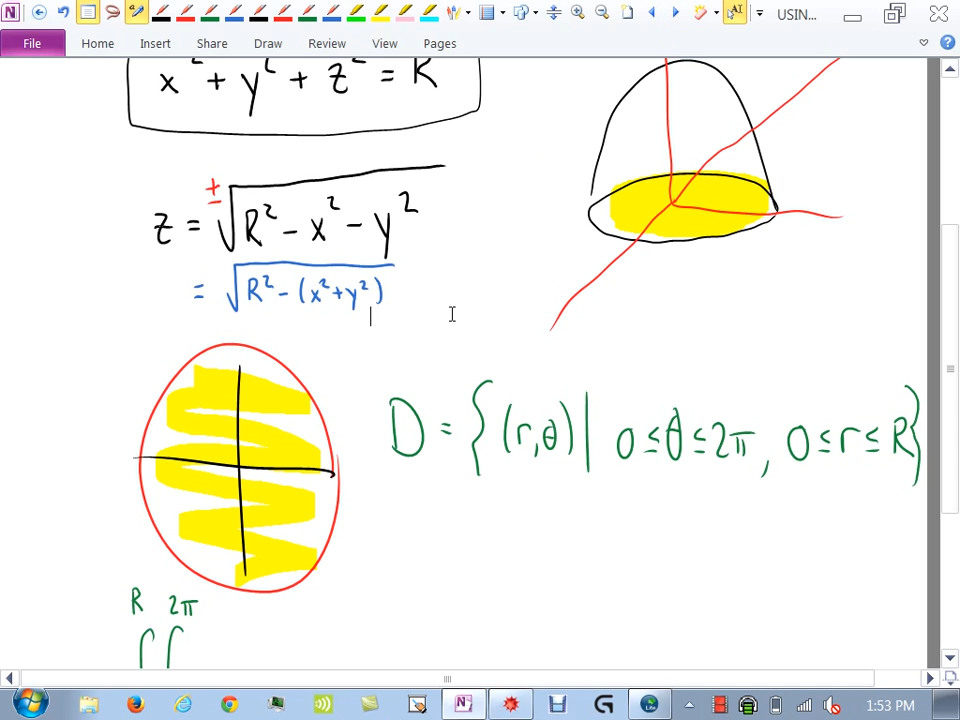 USIN...
File Home Insert Share Draw Review View Pages
x² + y² + z² = R
z = ±√(R² - x² - y²)
= √(R² - (x²+y²))
D = {(r,θ)| 0≤θ≤2π, 0≤r≤R}
R 2π
∫∫
1:53 PM